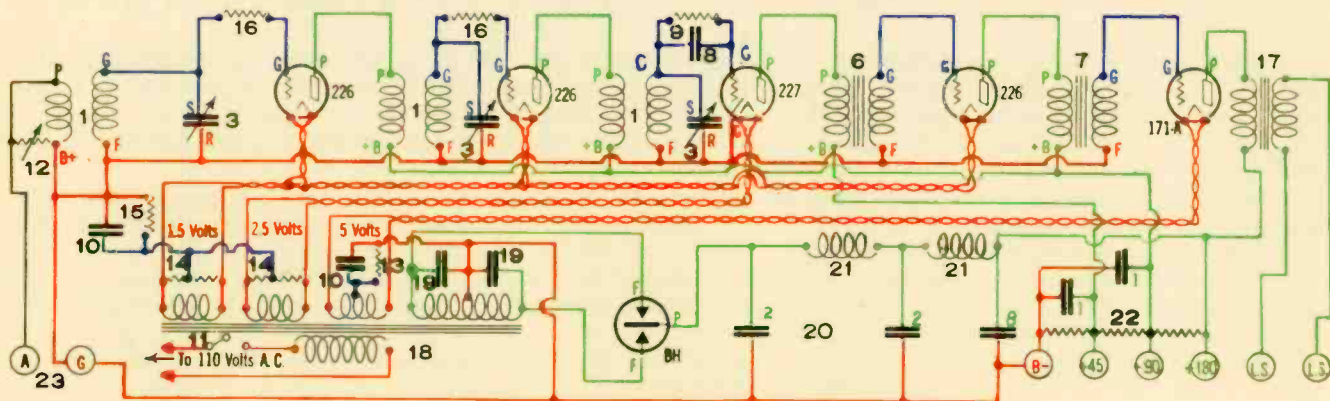 16 16 9 8
P G G P P G G P P G C G P P G G P P G G P P 17
226 226 227 6 226 7 171-A
1 S 3 1 S 1 S
12 B+ F R +B F 3 R +B F 3 R +B F +B F
15
10 1.5 Volts 2.5 Volts 5 Volts
14 14 10 13 19 19 21 21
F P F BH 2 20 2 8 1 1 22
11 To 110 Volts A.C. 18
A 23 G B- +45 +90 +180 L.S. L.S.